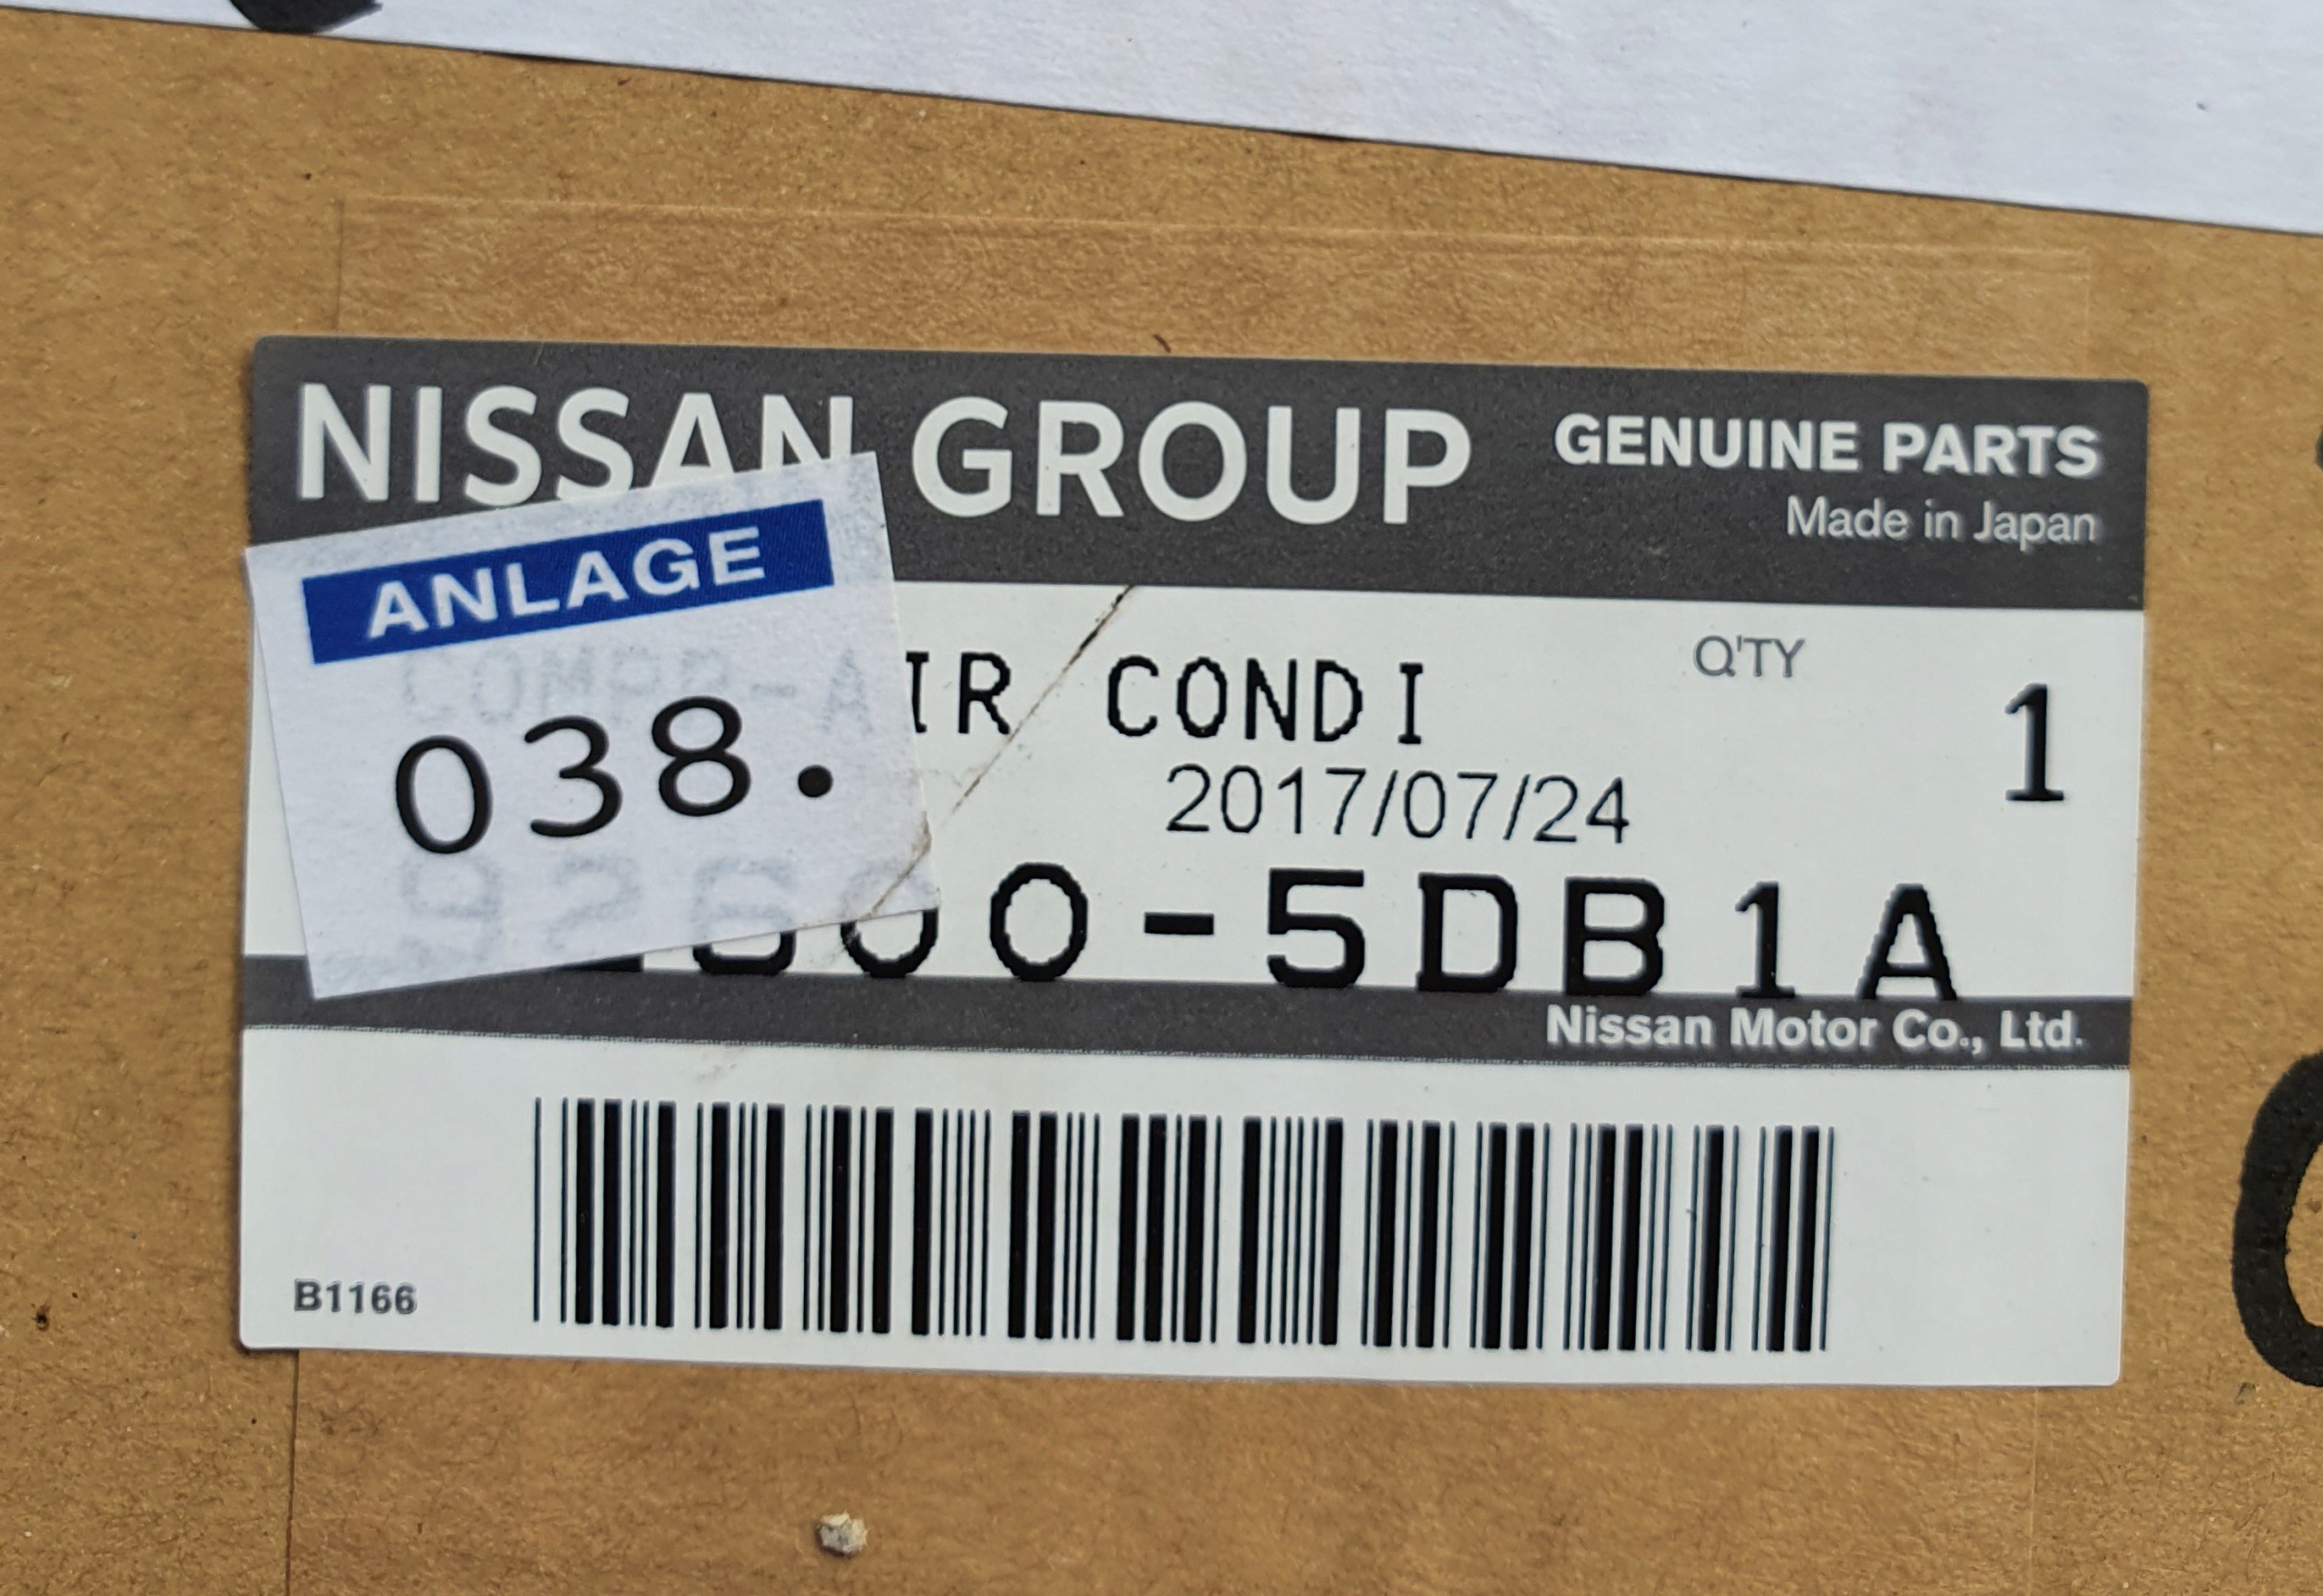 NISSAN GROUP
GENUINE PARTS
Made in Japan
ANLAGE
038.
IR CONDI
Q'TY
1
2017/07/24
00-5DB1A
Nissan Motor Co., Ltd.
B1166